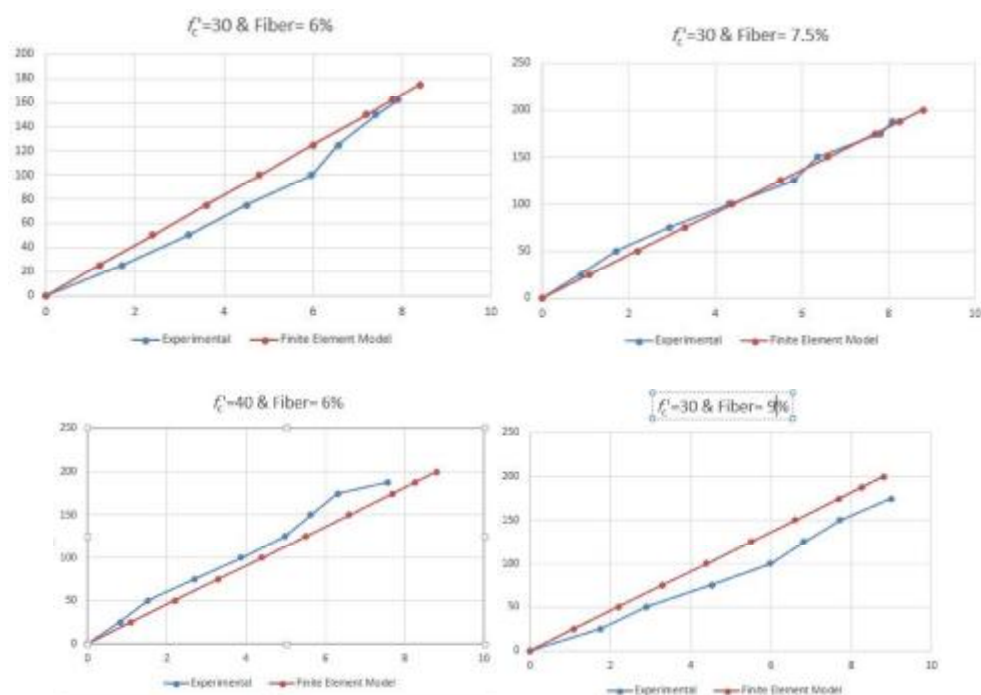 f'c=30 & Fiber= 6%
200
180
160
140
120
100
80
60
40
20
0
0 2 4 6 8 10
Experimental Finite Element Model
f'c=30 & Fiber= 7.5%
250
200
150
100
50
0
0 2 4 6 8 10
Experimental Finite Element Model
f'c=40 & Fiber= 6%
250
200
150
100
50
0
0 2 4 6 8 10
Experimental Finite Element Model
f'c=30 & Fiber= 9%
250
200
150
100
50
0
0 2 4 6 8 10
Experimental Finite Element Model